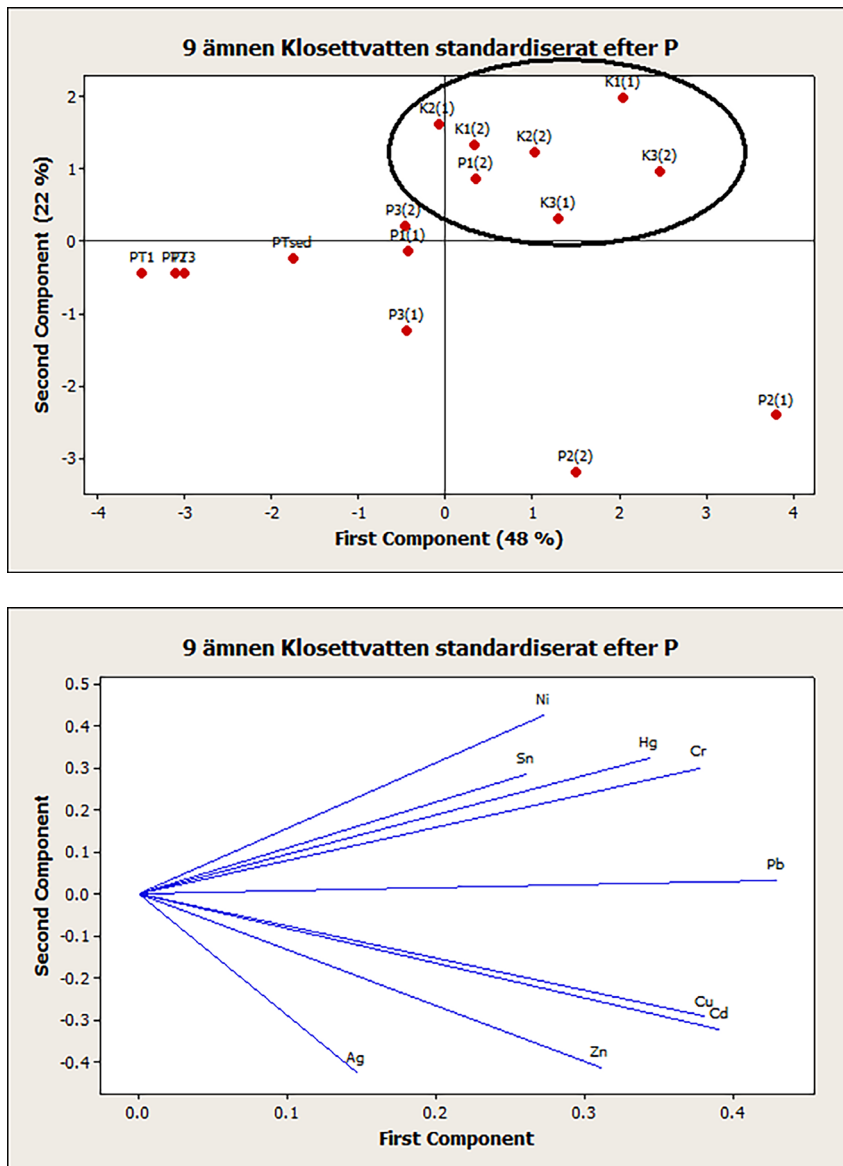 9 ämnen Klosettvatten standardiserat efter P
Second Component (22 %)
2
1
0
-1
-2
-3
K1(1)
K2(1)
K1(2)
K2(2)
P1(2)
K3(2)
K3(1)
P3(2)
P1(1)
PTsed
PT1
PT3
P3(1)
P2(1)
P2(2)
-4 -3 -2 -1 0 1 2 3 4
First Component (48 %)
9 ämnen Klosettvatten standardiserat efter P
Second Component
0.5
0.4
0.3
0.2
0.1
0.0
-0.1
-0.2
-0.3
-0.4
Ni
Hg
Cr
Sn
Pb
Cu
Cd
Zn
Ag
0.0 0.1 0.2 0.3 0.4
First Component